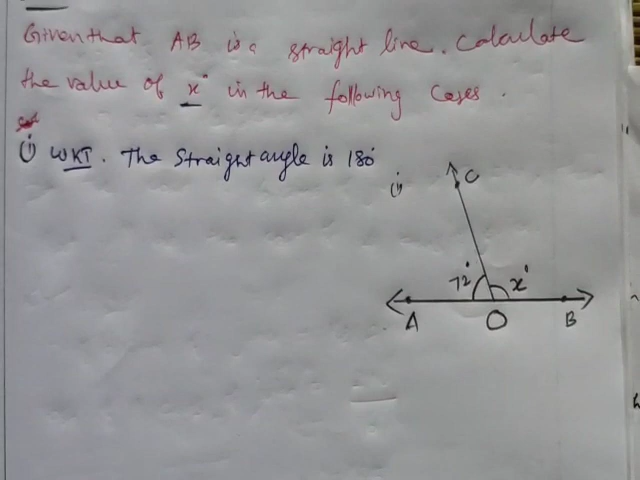 Given that AB is a straight line. Calculate
the value of x° in the following Cases.
(i) WKT. The Straight angle is 180°
(i)
C
72° x°
A O B